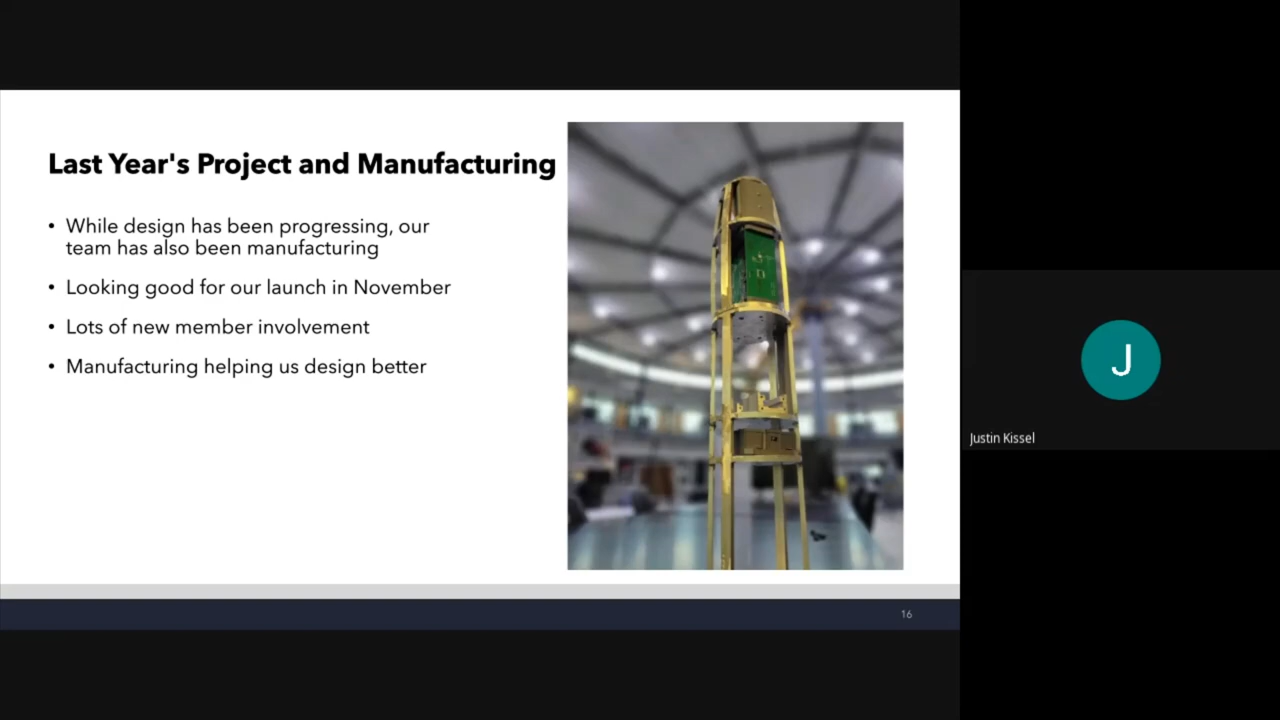 Last Year's Project and Manufacturing
• While design has been progressing, our
team has also been manufacturing
• Looking good for our launch in November
• Lots of new member involvement
• Manufacturing helping us design better
16
J
Justin Kissel